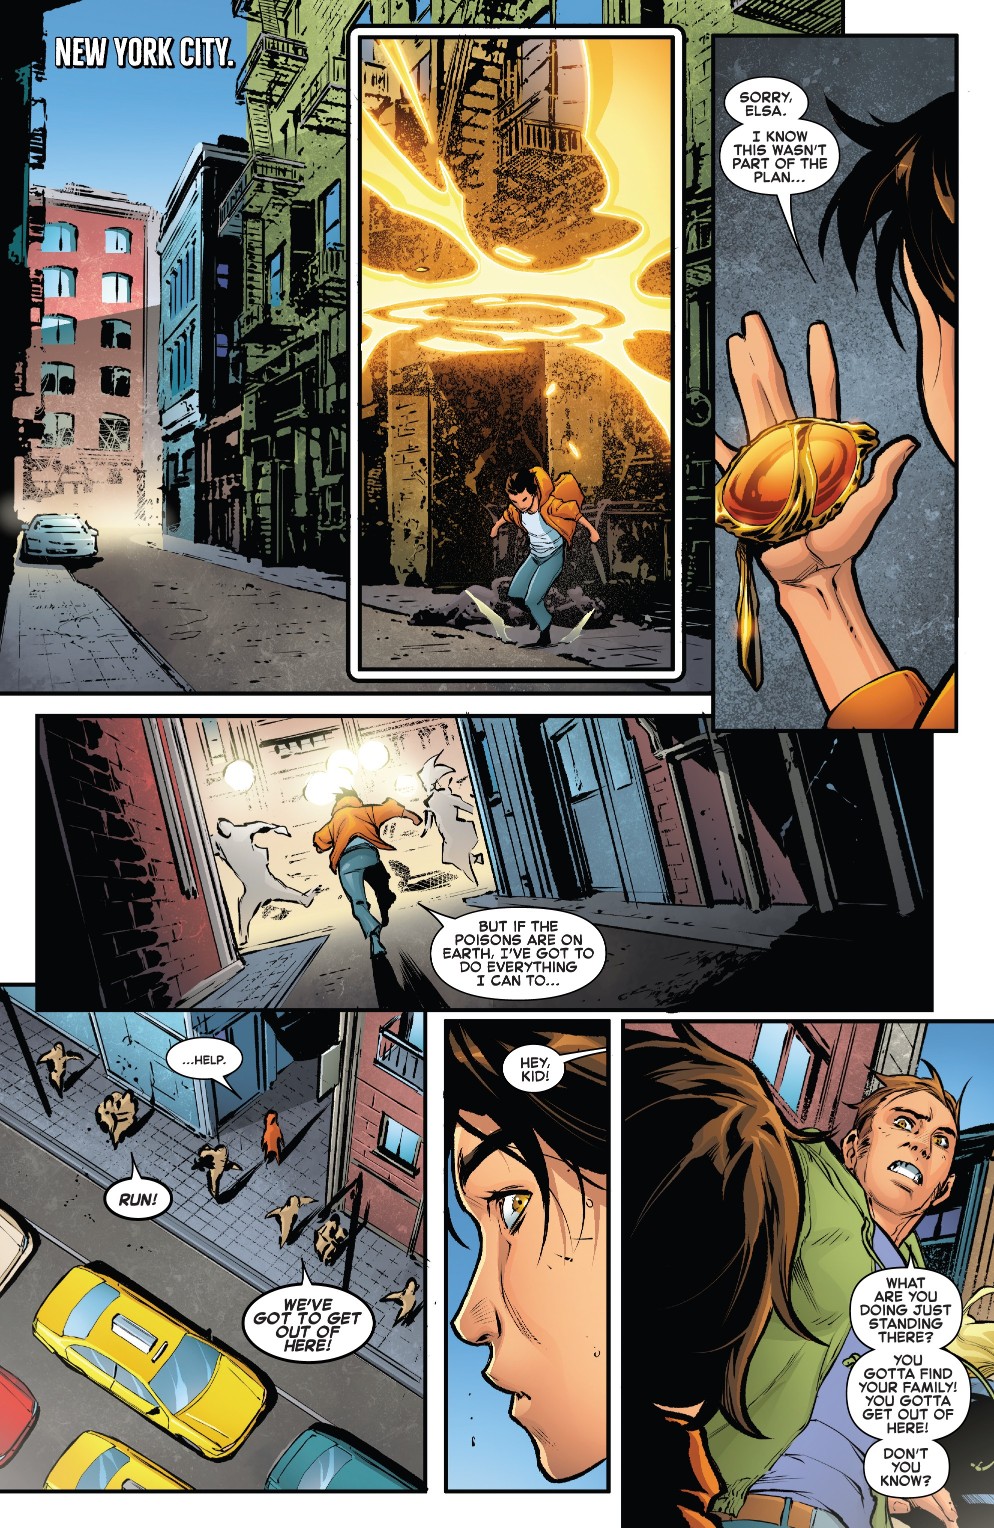 NEW YORK CITY.
SORRY,
ELSA.
I KNOW
THIS WASN'T
PART OF THE
PLAN...
BUT IF THE
POISONS ARE ON
EARTH, I'VE GOT TO
DO EVERYTHING
I CAN TO...
...HELP.
RUN!
WE'VE
GOT TO GET
OUT OF
HERE!
HEY,
KID!
WHAT
ARE YOU
DOING JUST
STANDING
THERE?
YOU
GOTTA FIND
YOUR FAMILY!
YOU GOTTA
GET OUT OF
HERE!
DON'T
YOU
KNOW?